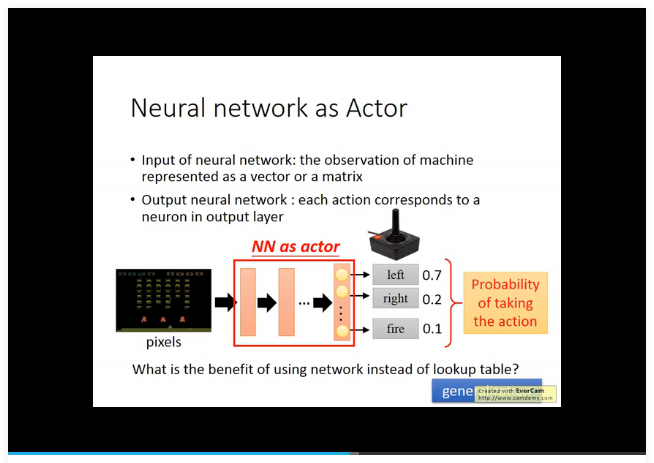 Neural network as Actor
• Input of neural network: the observation of machine
represented as a vector or a matrix
• Output neural network : each action corresponds to a
neuron in output layer
NN as actor
...
left 0.7
right 0.2
fire 0.1
Probability
of taking
the action
pixels
What is the benefit of using network instead of lookup table?
gene
Created with EverCam.
http://www.camdemy.com